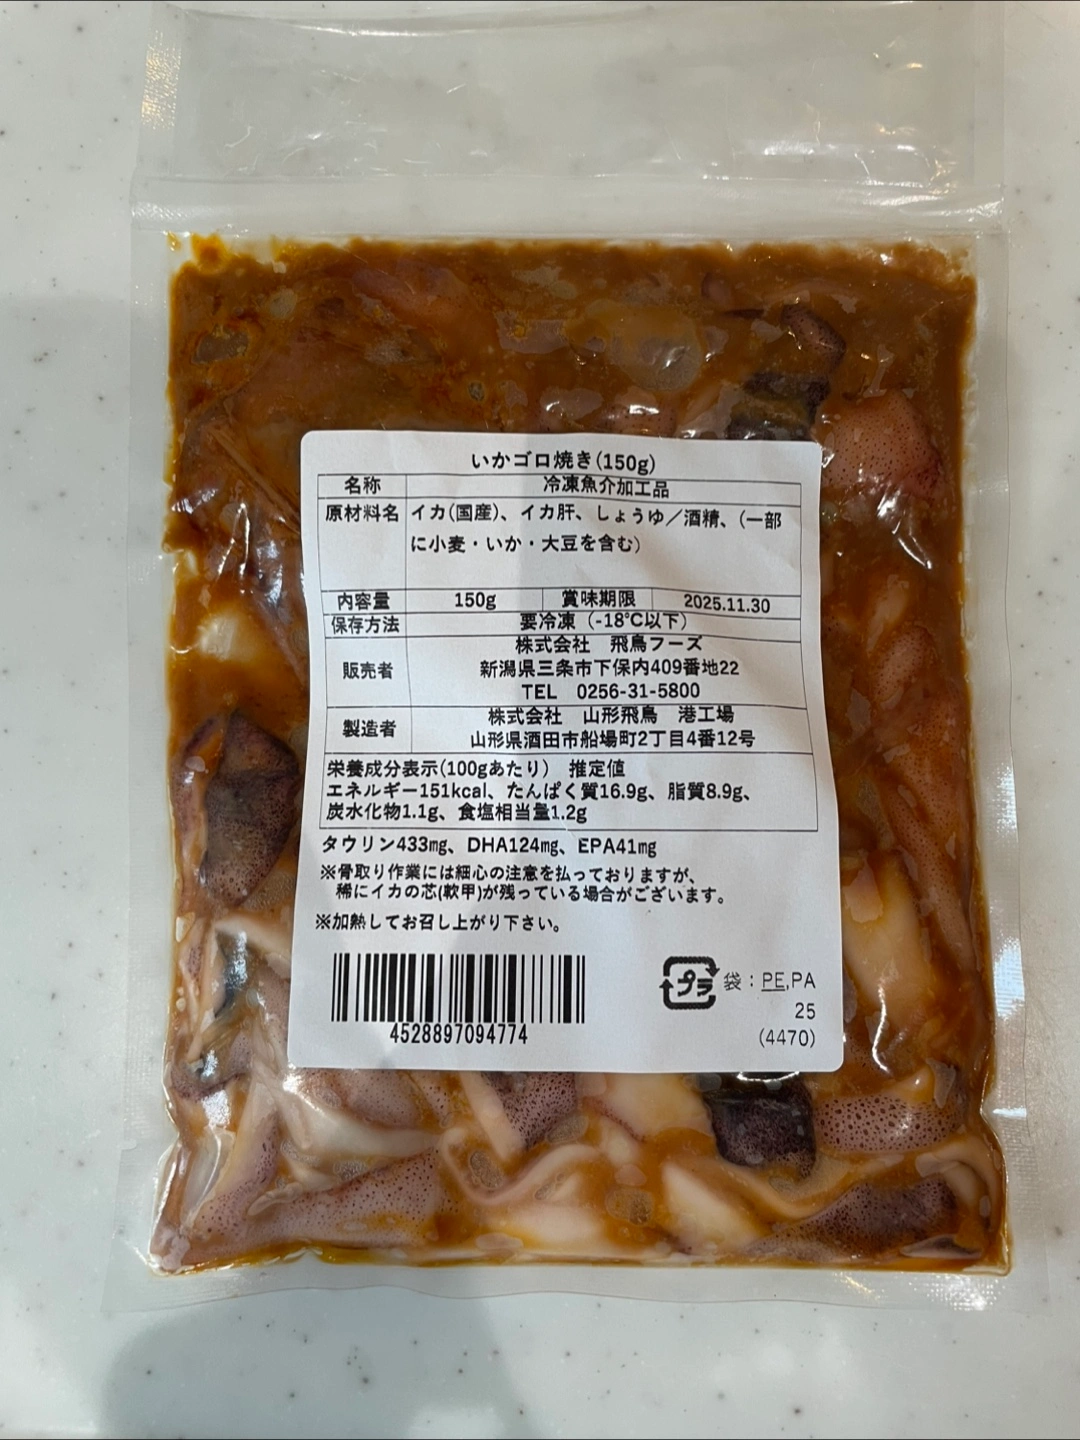 いかゴロ焼き(150g)
名称 冷凍魚介加工品
原材料名 イカ(国産)、イカ肝、しょうゆ／酒精、(一部
に小麦・いか・大豆を含む)
内容量 150g 賞味期限 2025.11.30
保存方法 要冷凍（-18℃以下）
株式会社 飛鳥フーズ
販売者 新潟県三条市下保内409番地22
TEL 0256-31-5800
株式会社 山形飛鳥 港工場
製造者
山形県酒田市船場町2丁目4番12号
栄養成分表示(100gあたり) 推定値
エネルギー151kcal、たんぱく質16.9g、脂質8.9g、
炭水化物1.1g、食塩相当量1.2g
タウリン433mg、DHA124mg、EPA41mg
※骨取り作業には細心の注意を払っておりますが、
稀にイカの芯(軟甲)が残っている場合がございます。
※加熱してお召し上がり下さい。
プラ 袋：PE,PA
25
(4470)
4528897094774